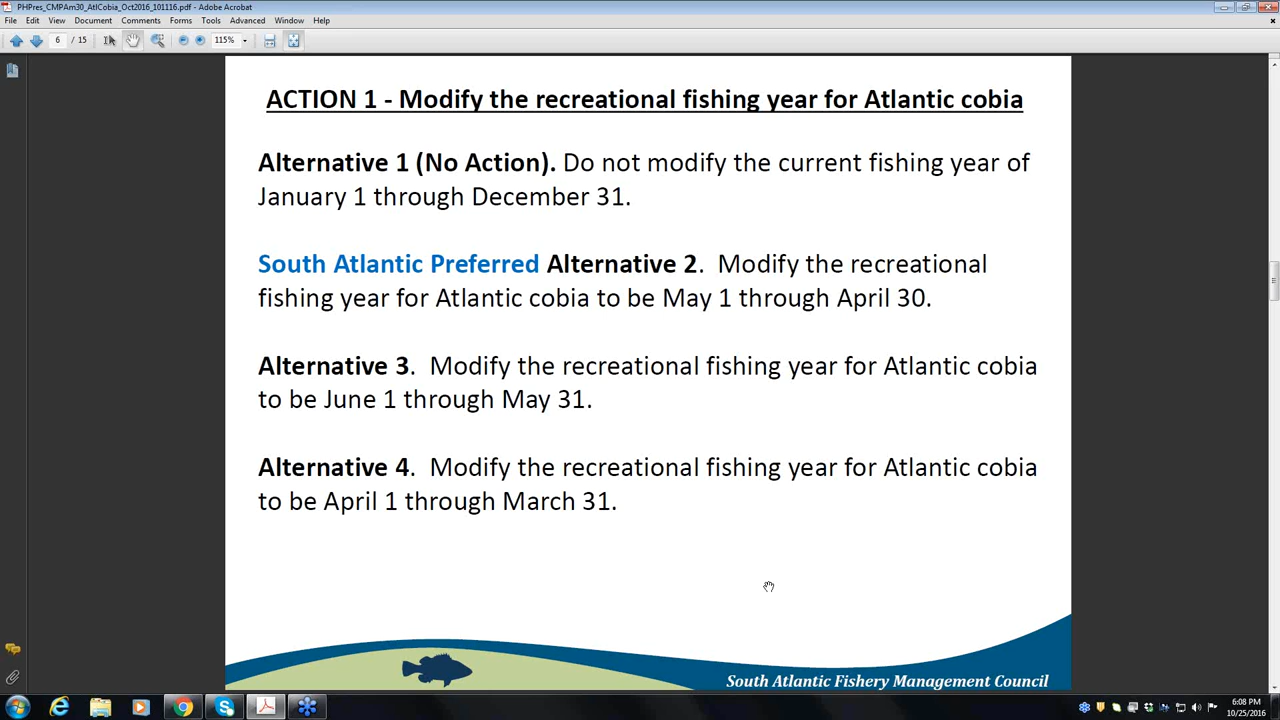 PHPres_CMPAm30_AtlCobia_Oct2016_101116.pdf - Adobe Acrobat
File Edit View Document Comments Forms Tools Advanced Window Help
6 / 15 115%
ACTION 1 - Modify the recreational fishing year for Atlantic cobia
Alternative 1 (No Action). Do not modify the current fishing year of
January 1 through December 31.
South Atlantic Preferred Alternative 2. Modify the recreational
fishing year for Atlantic cobia to be May 1 through April 30.
Alternative 3. Modify the recreational fishing year for Atlantic cobia
to be June 1 through May 31.
Alternative 4. Modify the recreational fishing year for Atlantic cobia
to be April 1 through March 31.
South Atlantic Fishery Management Council
6:08 PM
10/25/2016